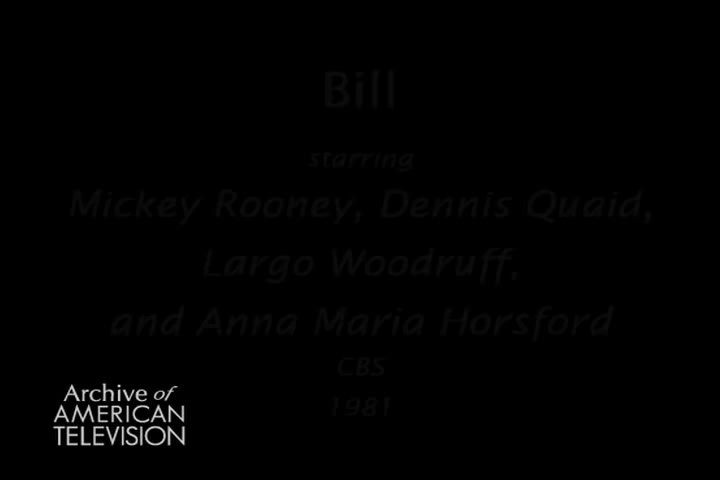 Bill
starring
Mickey Rooney, Dennis Quaid,
Largo Woodruff,
and Anna Maria Horsford
CBS
1981
Archive of
AMERICAN
TELEVISION